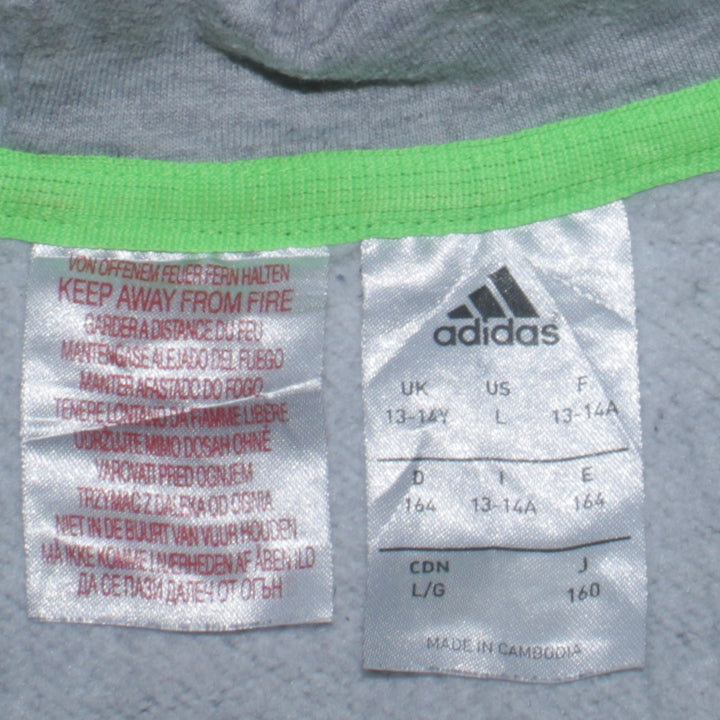 VON OFFENEM FEUER FERN HALTEN
KEEP AWAY FROM FIRE
GARDER A DISTANCE DU FEU
MANTENGASE ALEJADO DEL FUEGO
MANTER AFASTADO DO FOGO
TENERE LONTANO DA FIAMME LIBERE
UDRŽUJTE MIMO DOSAH OHNĚ
VAROVATI PRED OGNJEM
TRZYMAC Z DALEKA OD OGNIA
NIET IN DE BUURT VAN VUUR HOUDEN
MÅ IKKE KOMME I NÆRHEDEN AF ÅBEN ILD
ДА СЕ ПАЗИ ДАЛЕЧ ОТ ОГЪН
adidas
UK US F
13-14Y L 13-14A
D I E
164 13-14A 164
CDN J
L/G 160
MADE IN CAMBODIA